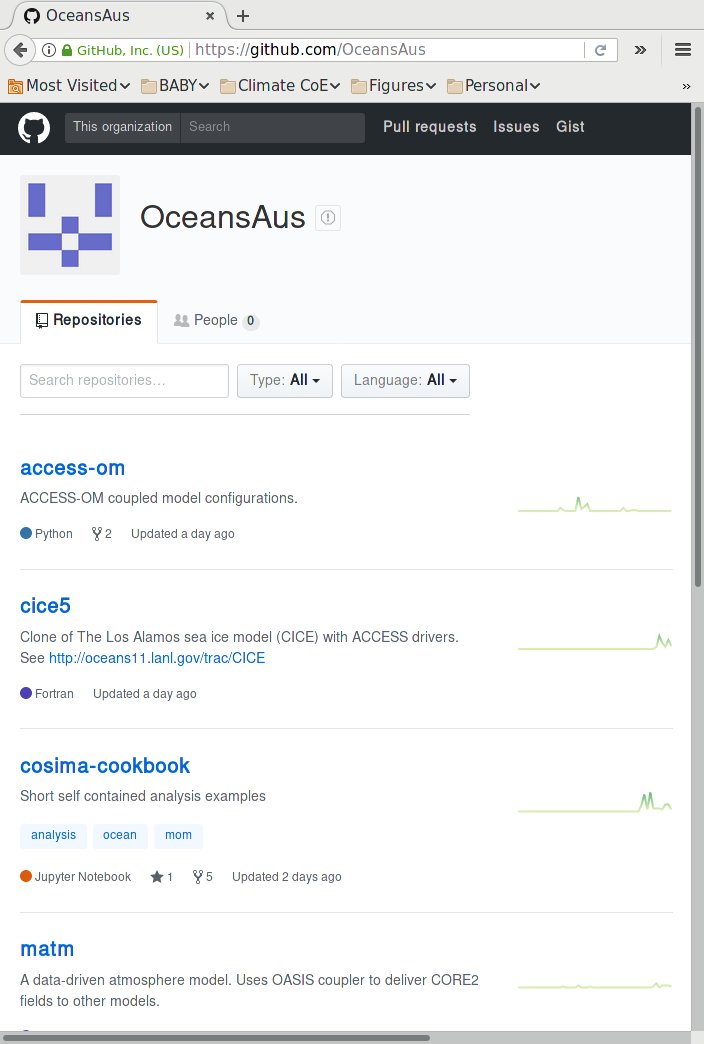 OceansAus
GitHub, Inc. (US) https://github.com/OceansAus
Most Visited BABY Climate CoE Figures Personal
This organization Search Pull requests Issues Gist
OceansAus
Repositories People 0
Search repositories... Type: All Language: All
access-om
ACCESS-OM coupled model configurations.
Python 2 Updated a day ago
cice5
Clone of The Los Alamos sea ice model (CICE) with ACCESS drivers.
See http://oceans11.lanl.gov/trac/CICE
Fortran Updated a day ago
cosima-cookbook
Short self contained analysis examples
analysis ocean mom
Jupyter Notebook 1 5 Updated 2 days ago
matm
A data-driven atmosphere model. Uses OASIS coupler to deliver CORE2
fields to other models.